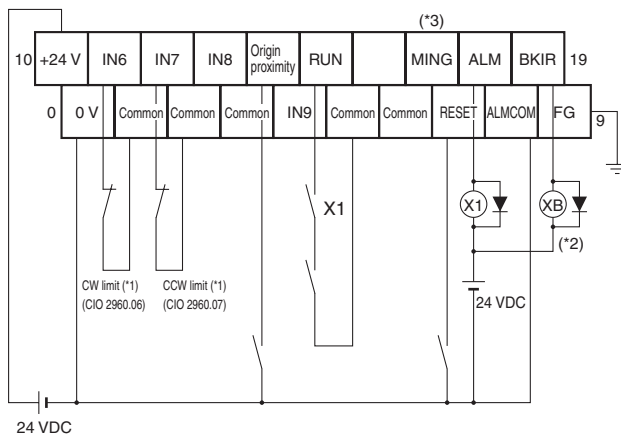 (*3)
10 +24 V IN6 IN7 IN8 Origin proximity RUN MING ALM BKIR 19
0 0 V Common Common Common IN9 Common Common RESET ALMCOM FG 9
X1
X1
XB
(*2)
CW limit (*1)
(CIO 2960.06)
CCW limit (*1)
(CIO 2960.07)
24 VDC
24 VDC